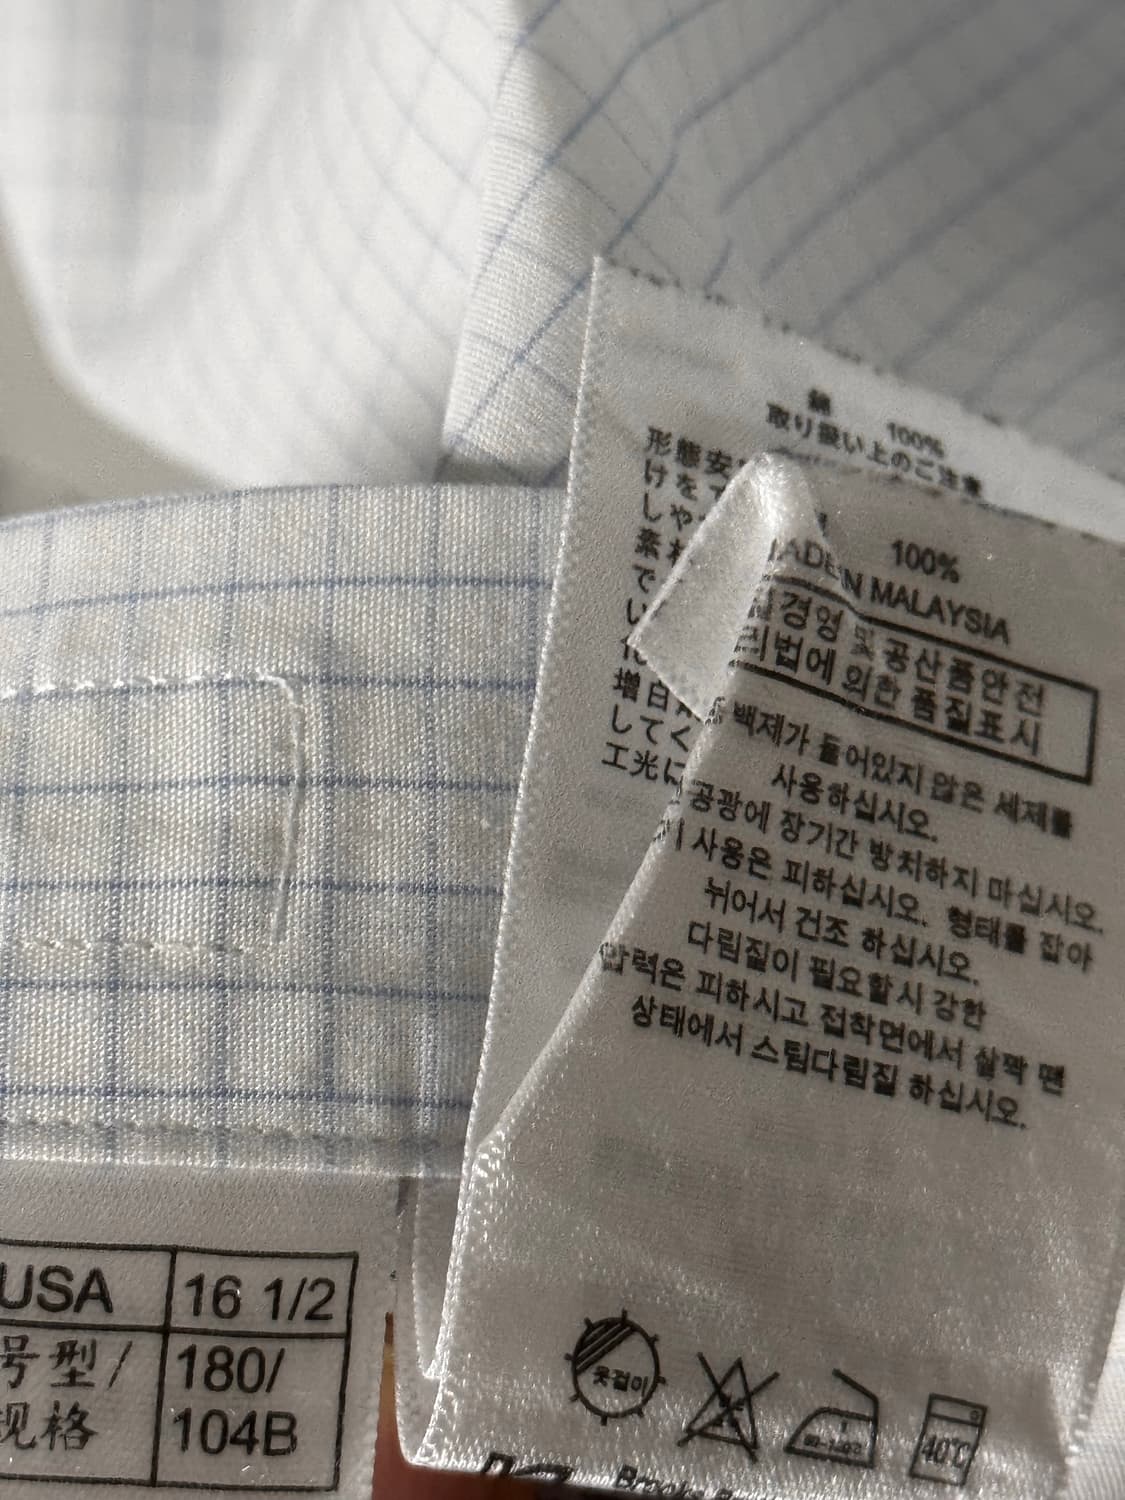 綿 100%
取り扱い上のご注意
形態安
けを
しや
素
で
い
増白
してく
工光に
100%
MADE IN MALAYSIA
경영 및 공산품안전
법에 의한 품질표시
백제가 들어있지 않은 세제를
사용하십시오.
공광에 장기간 방치하지 마십시오.
사용은 피하십시오. 형태를 잡아
뉘어서 건조 하십시오.
다림질이 필요할시 강한
압력은 피하시고 접착면에서 살짝 땐
상태에서 스팀다림질 하십시오.
옷걸이
40℃
Brooks
USA 16 1/2
号型/ 180/
规格 104B